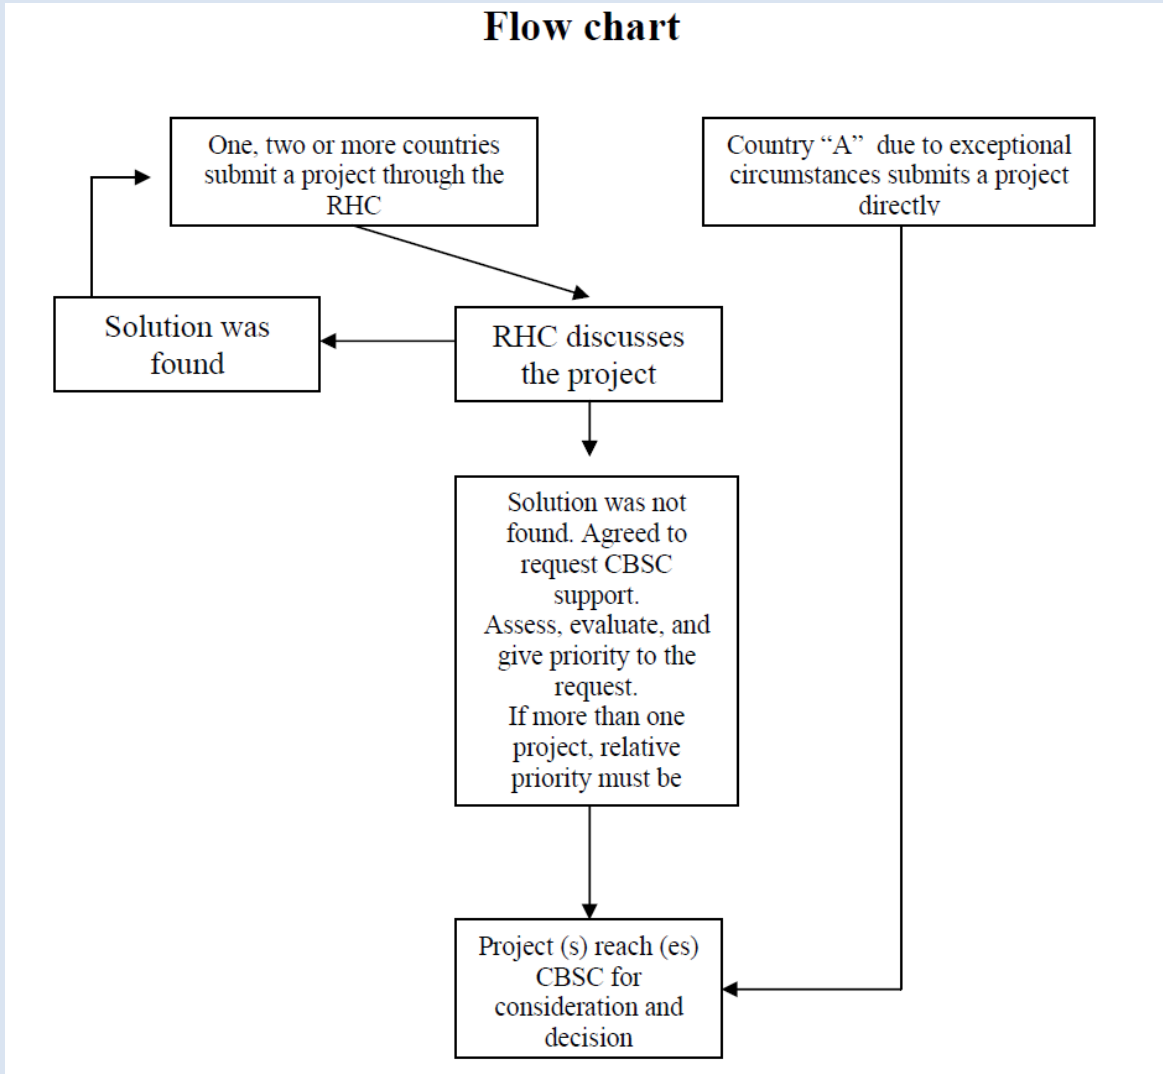 Flow chart
One, two or more countries
submit a project through the
RHC
Country “A” due to exceptional
circumstances submits a project
directly
Solution was
found
RHC discusses
the project
Solution was not
found. Agreed to
request CBSC
support.
Assess, evaluate, and
give priority to the
request.
If more than one
project, relative
priority must be
Project (s) reach (es)
CBSC for
consideration and
decision